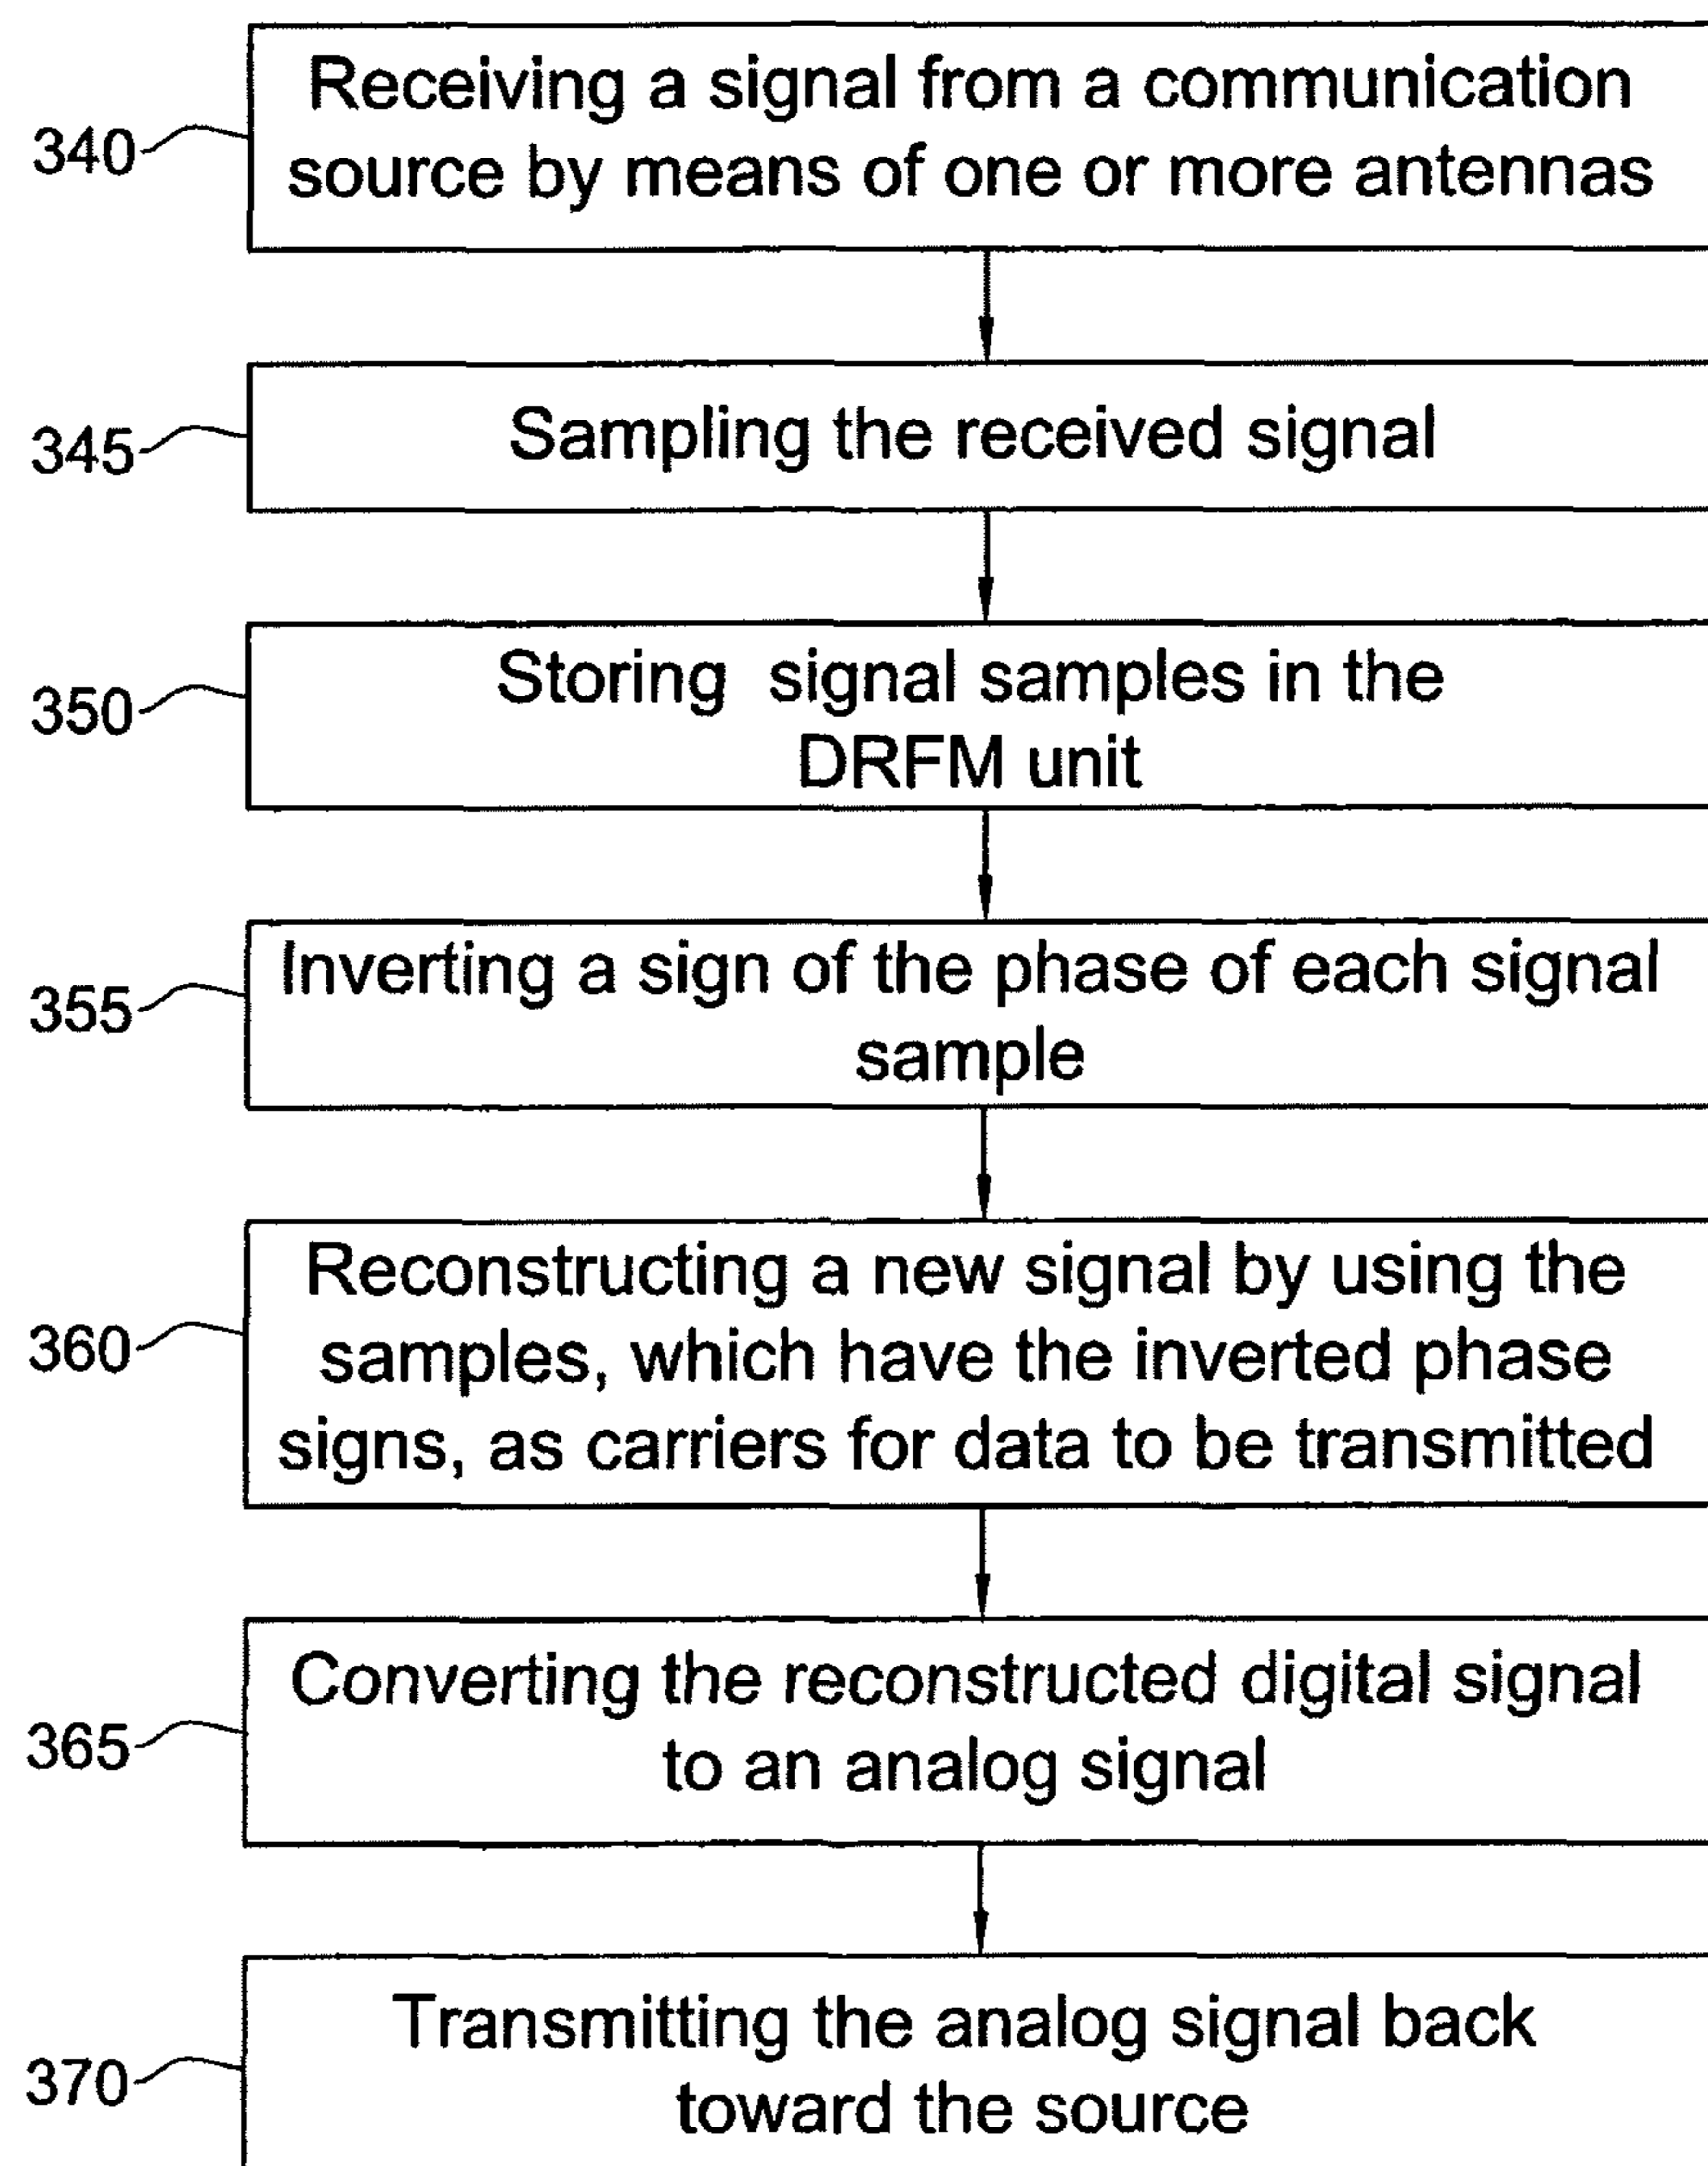 340
Receiving a signal from a communication
source by means of one or more antennas
345
Sampling the received signal
350
Storing signal samples in the
DRFM unit
355
Inverting a sign of the phase of each signal
sample
360
Reconstructing a new signal by using the
samples, which have the inverted phase
signs, as carriers for data to be transmitted
365
Converting the reconstructed digital signal
to an analog signal
370
Transmitting the analog signal back
toward the source